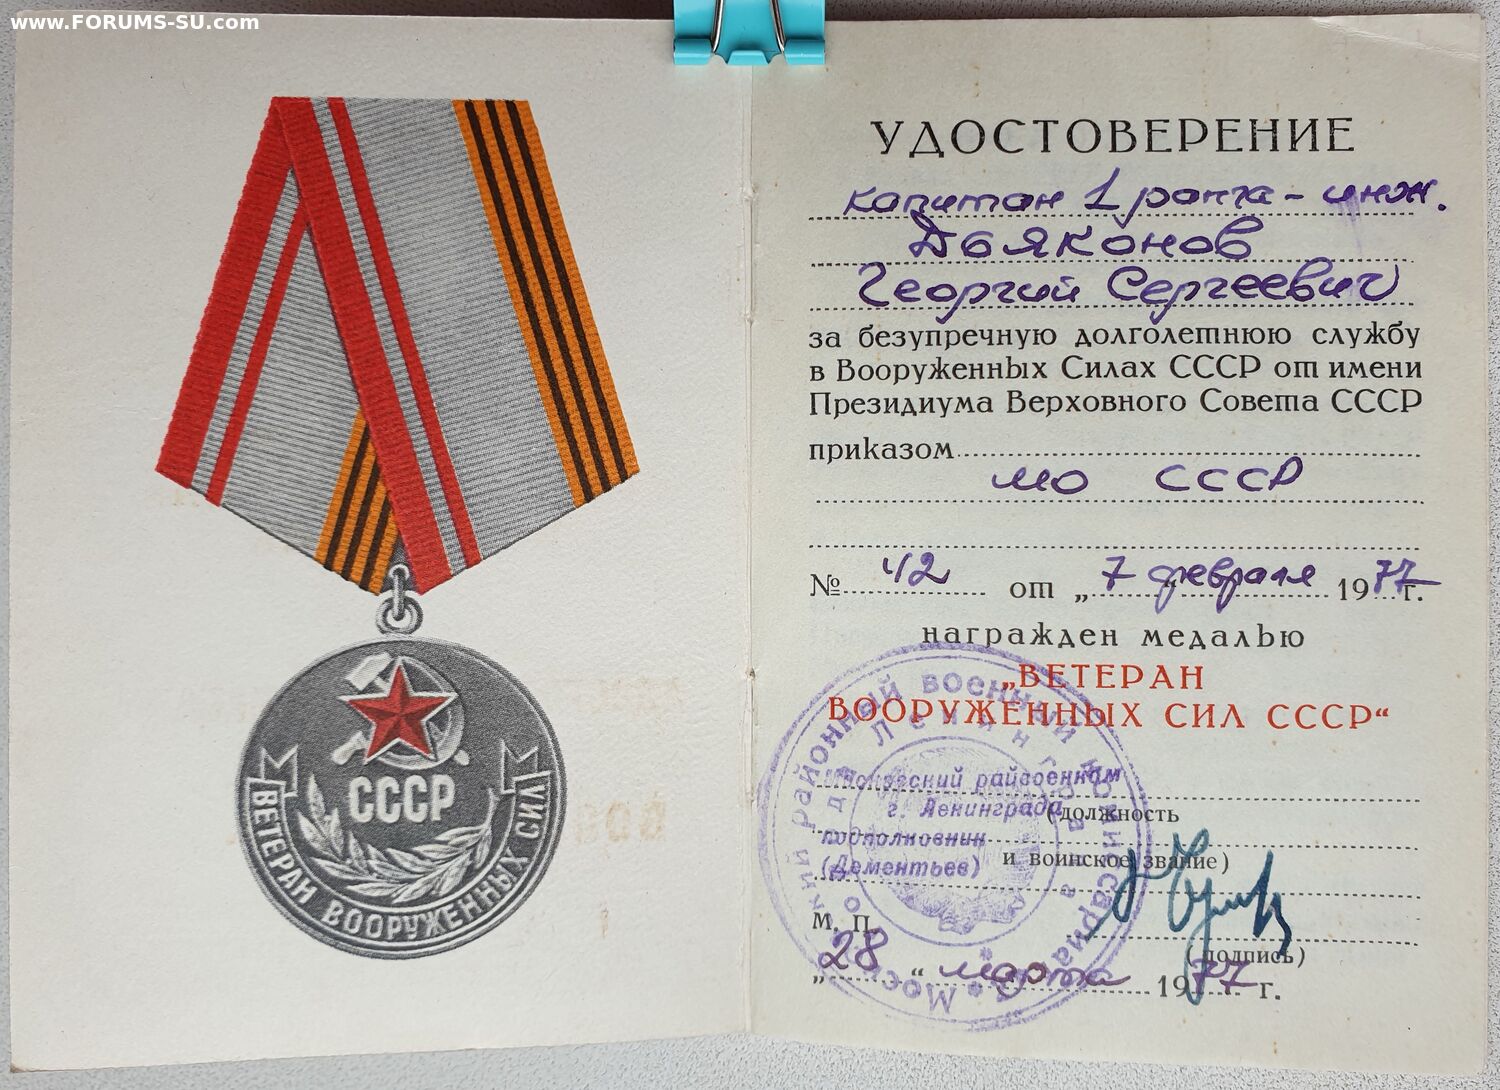 www.FORUMS-SU.com
СССР
ВЕТЕРАН ВООРУЖЕННЫХ СИЛ
УДОСТОВЕРЕНИЕ
капитан 1 ранга - инж.
Дьяконов
Георгий Сергеевич
за безупречную долголетнюю службу
в Вооруженных Силах СССР от имени
Президиума Верховного Совета СССР
приказом
МО СССР
№ 42 от „7 “ февраля 1977 г.
награжден медалью
„ВЕТЕРАН
ВООРУЖЕННЫХ СИЛ СССР“
Московский районный военный комиссариат
Ленинграда
райвоенком
г. Ленинграда
(должность
подполковник
и воинское звание)
(Дементьев)
М. П.
(подпись)
„28 “ марта 1977 г.